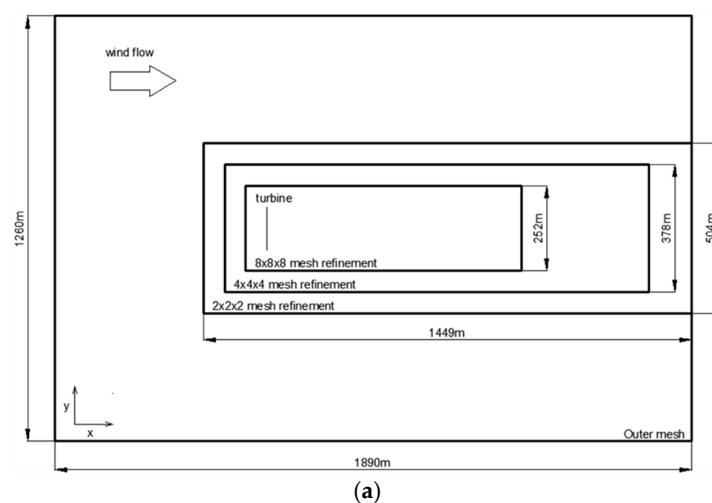 wind flow
turbine
8x8x8 mesh refinement
4x4x4 mesh refinement
2x2x2 mesh refinement
252m
378m
504m
1449m
1260m
y
x
Outer mesh
1890m
(a)